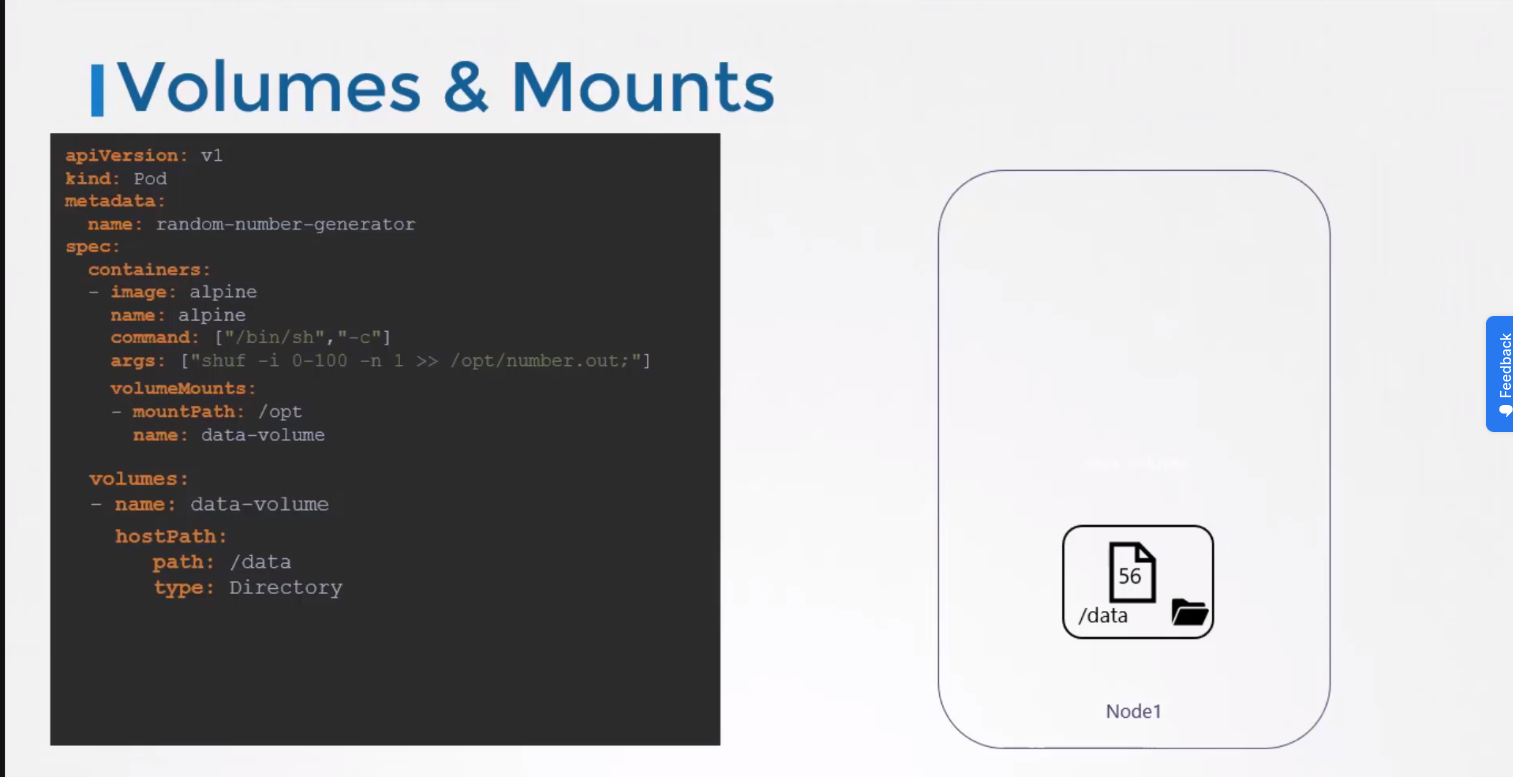 Volumes & Mounts
apiVersion: v1
kind: Pod
metadata:
  name: random-number-generator
spec:
  containers:
  - image: alpine
    name: alpine
    command: ["/bin/sh","-c"]
    args: ["shuf -i 0-100 -n 1 >> /opt/number.out;"]
    volumeMounts:
    - mountPath: /opt
      name: data-volume
  volumes:
  - name: data-volume
    hostPath:
       path: /data
       type: Directory
56
/data
Node1
Feedback